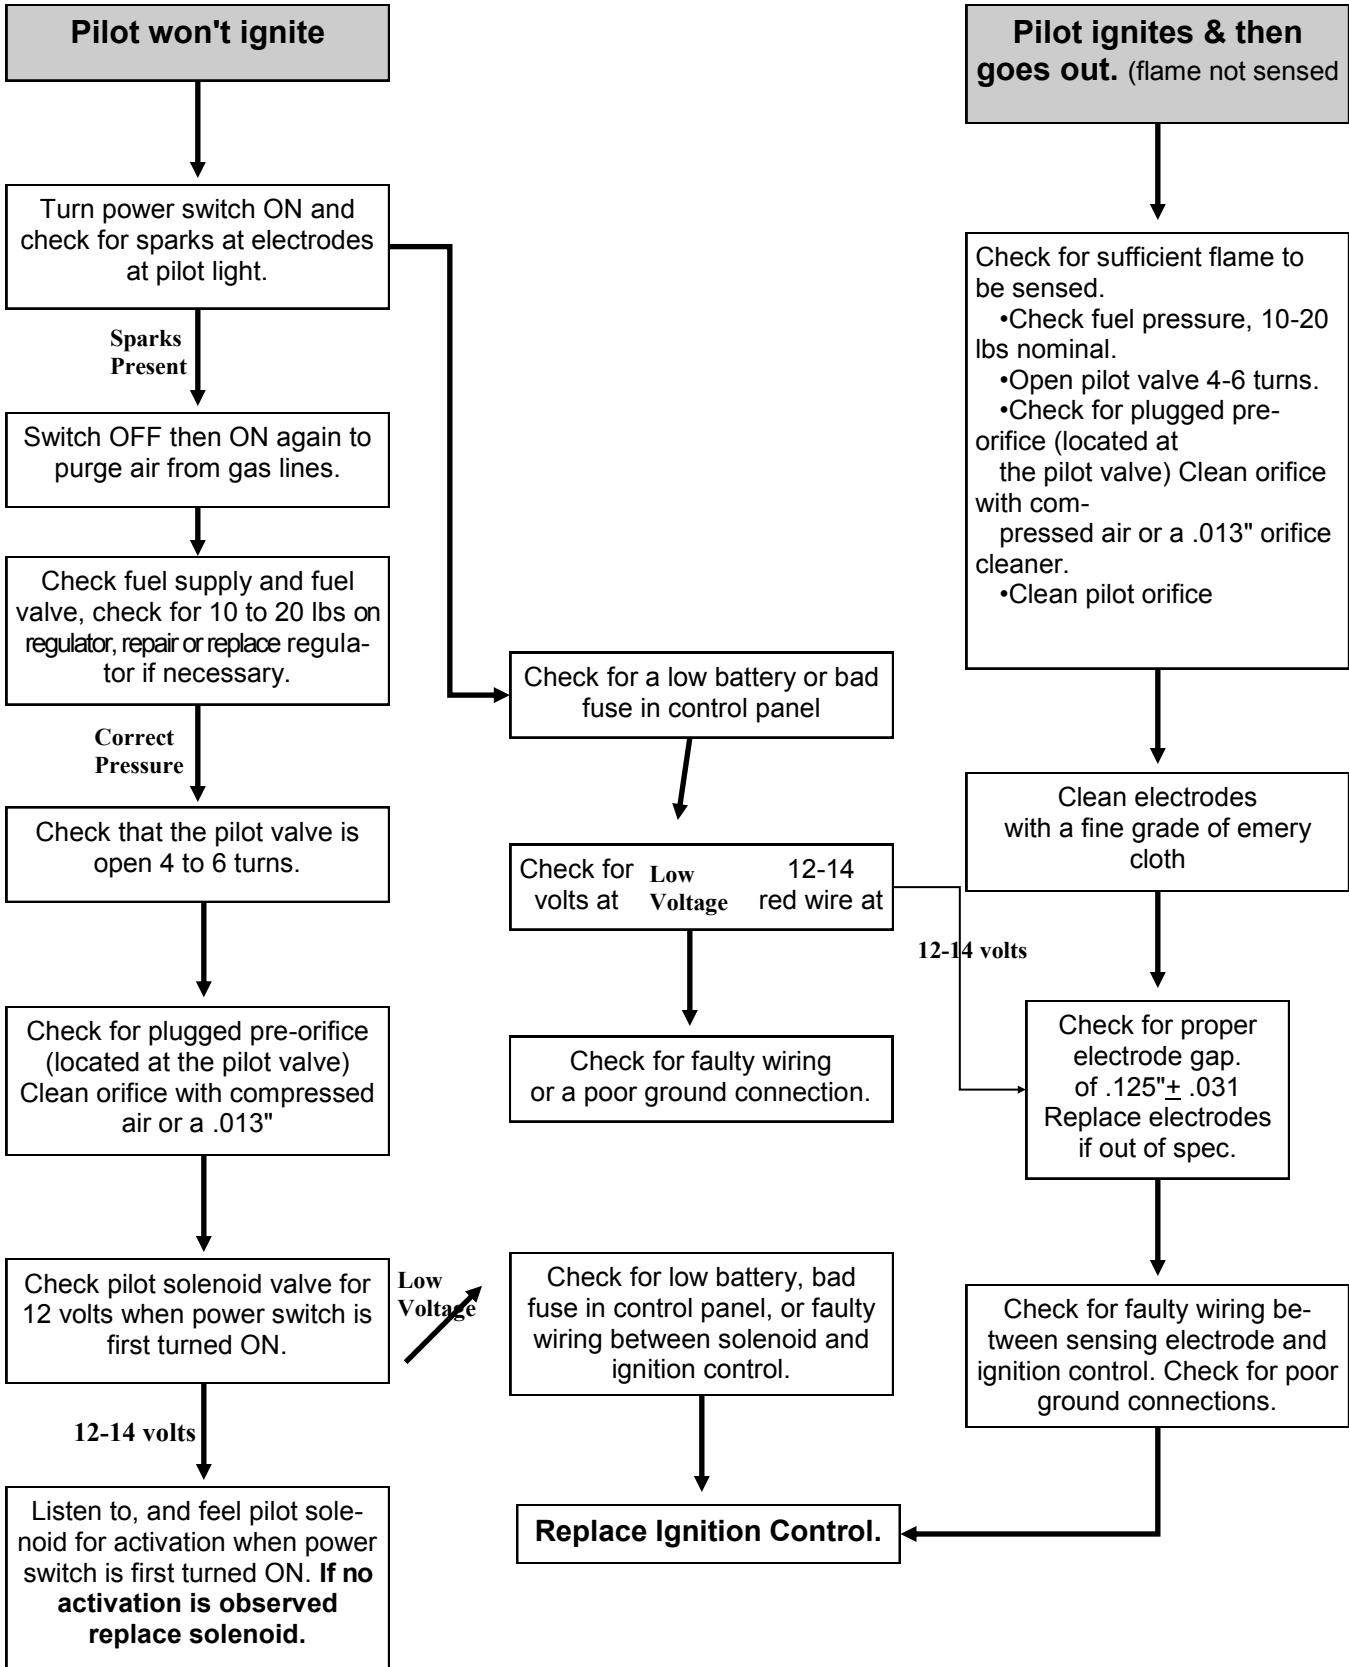 Pilot won't ignite
Turn power switch ON and
check for sparks at electrodes
at pilot light.
Sparks
Present
Switch OFF then ON again to
purge air from gas lines.
Check fuel supply and fuel
valve, check for 10 to 20 lbs on
regulator, repair or replace regula-
tor if necessary.
Correct
Pressure
Check that the pilot valve is
open 4 to 6 turns.
Check for plugged pre-orifice
(located at the pilot valve)
Clean orifice with compressed
air or a .013"
Check pilot solenoid valve for
12 volts when power switch is
first turned ON.
12-14 volts
Listen to, and feel pilot sole-
noid for activation when power
switch is first turned ON. If no
activation is observed
replace solenoid.
Check for a low battery or bad
fuse in control panel
Check for 12-14
volts at red wire at
Low
Voltage
12-14 volts
Check for faulty wiring
or a poor ground connection.
Low
Voltage
Check for low battery, bad
fuse in control panel, or faulty
wiring between solenoid and
ignition control.
Replace Ignition Control.
Pilot ignites & then
goes out. (flame not sensed
Check for sufficient flame to
be sensed.
•Check fuel pressure, 10-20
lbs nominal.
•Open pilot valve 4-6 turns.
•Check for plugged pre-
orifice (located at
the pilot valve) Clean orifice
with com-
pressed air or a .013" orifice
cleaner.
•Clean pilot orifice
Clean electrodes
with a fine grade of emery
cloth
Check for proper
electrode gap.
of .125"± .031
Replace electrodes
if out of spec.
Check for faulty wiring be-
tween sensing electrode and
ignition control. Check for poor
ground connections.